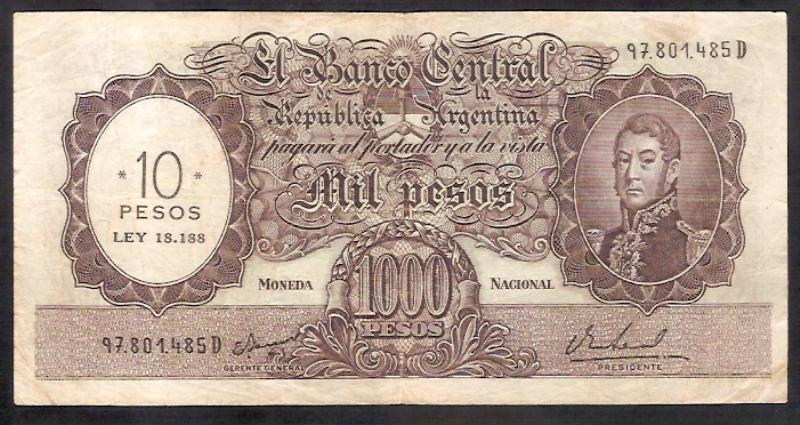 97.801.485 D
El Banco Central
de la
República Argentina
pagará al portador y a la vista
Mil pesos
* 10 *
PESOS
LEY 18.188
MONEDA NACIONAL
1000
PESOS
97.801.485 D
GERENTE GENERAL
PRESIDENTE